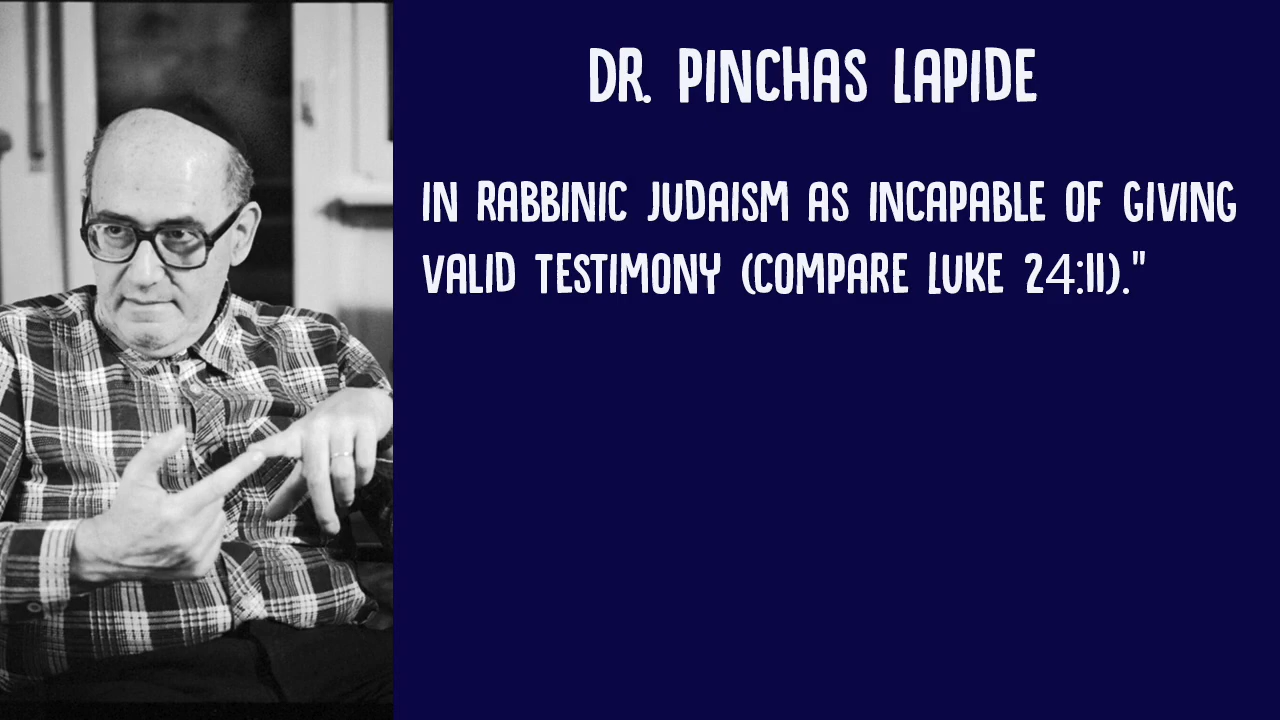 DR. PINCHAS LAPIDE
IN RABBINIC JUDAISM AS INCAPABLE OF GIVING
VALID TESTIMONY (COMPARE LUKE 24:11)."